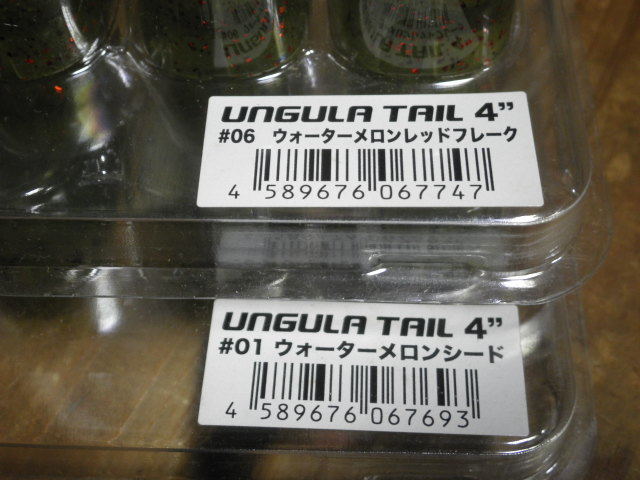 UNGULA TAIL 4”
#06 ウォーターメロンレッドフレーク
4 589676 067747
UNGULA TAIL 4”
#01 ウォーターメロンシード
4 589676 067693